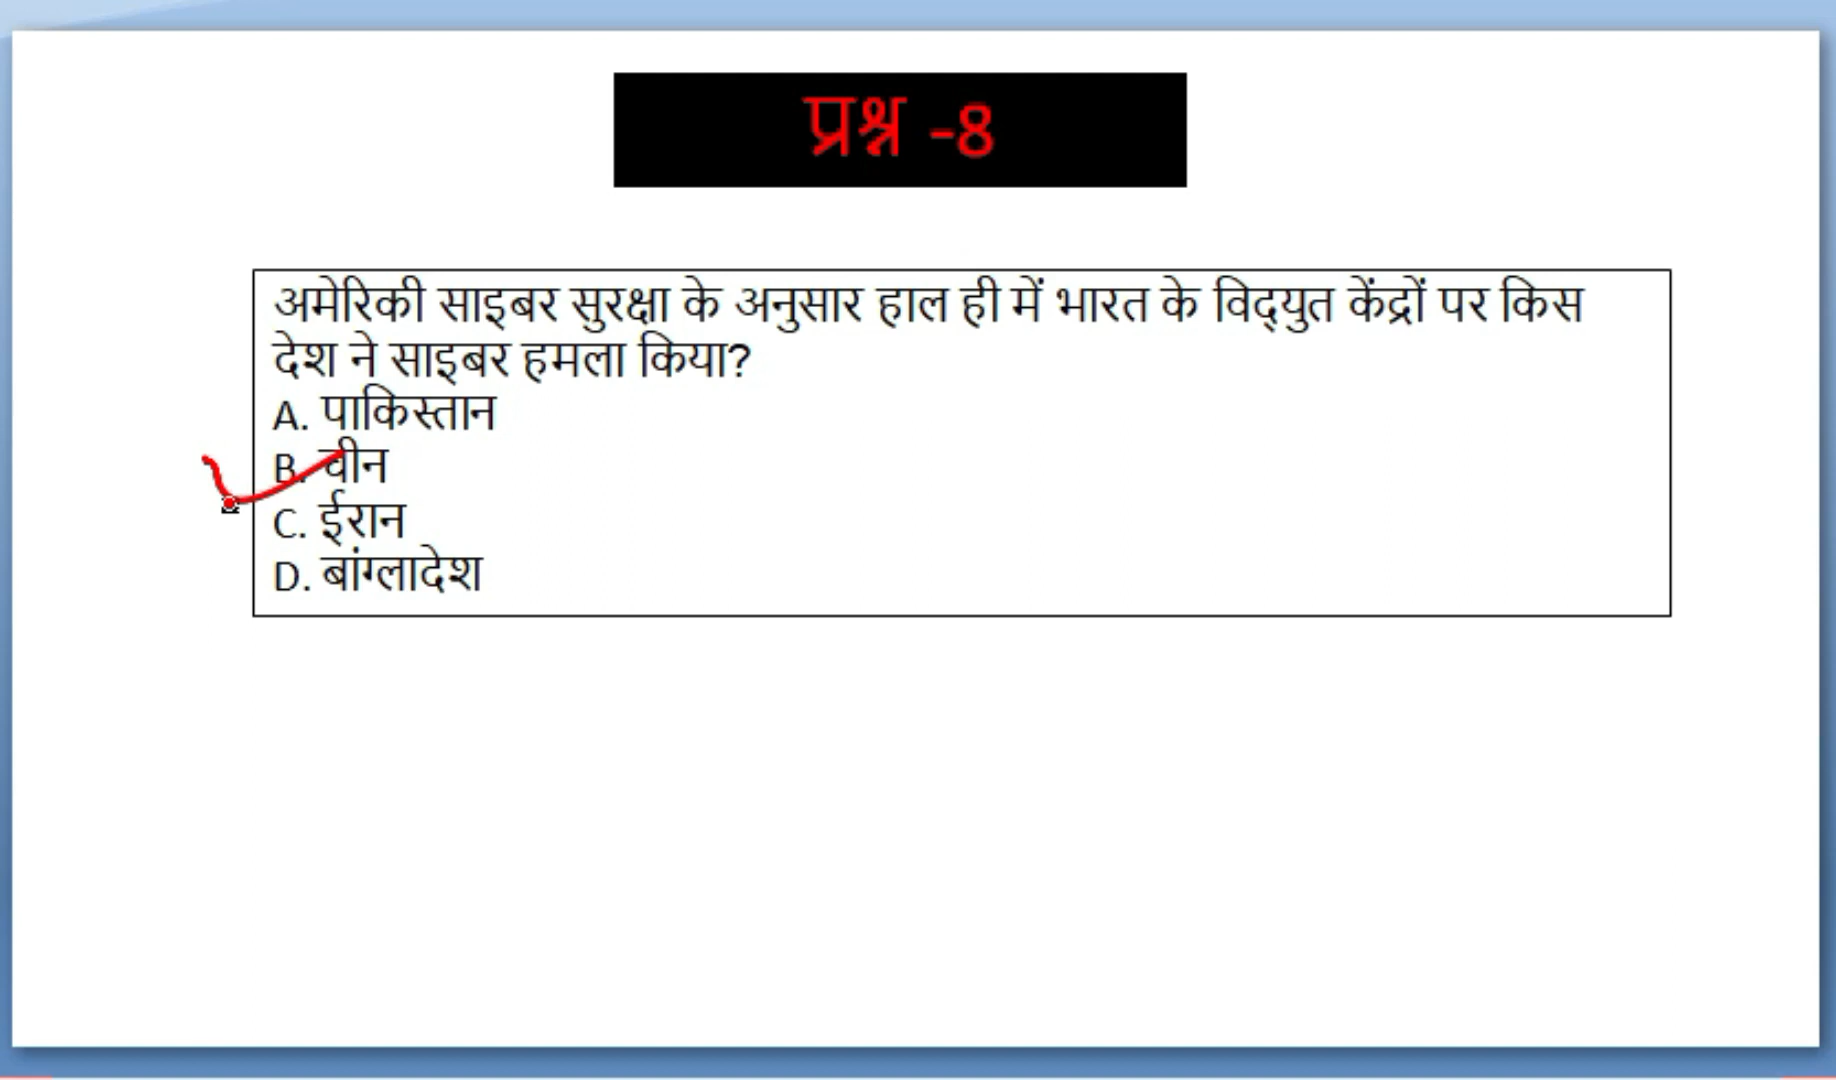 प्रश्न -8
अमेरिकी साइबर सुरक्षा के अनुसार हाल ही में भारत के विद्युत केंद्रों पर किस
देश ने साइबर हमला किया?
A. पाकिस्तान
B. चीन
C. ईरान
D. बांग्लादेश